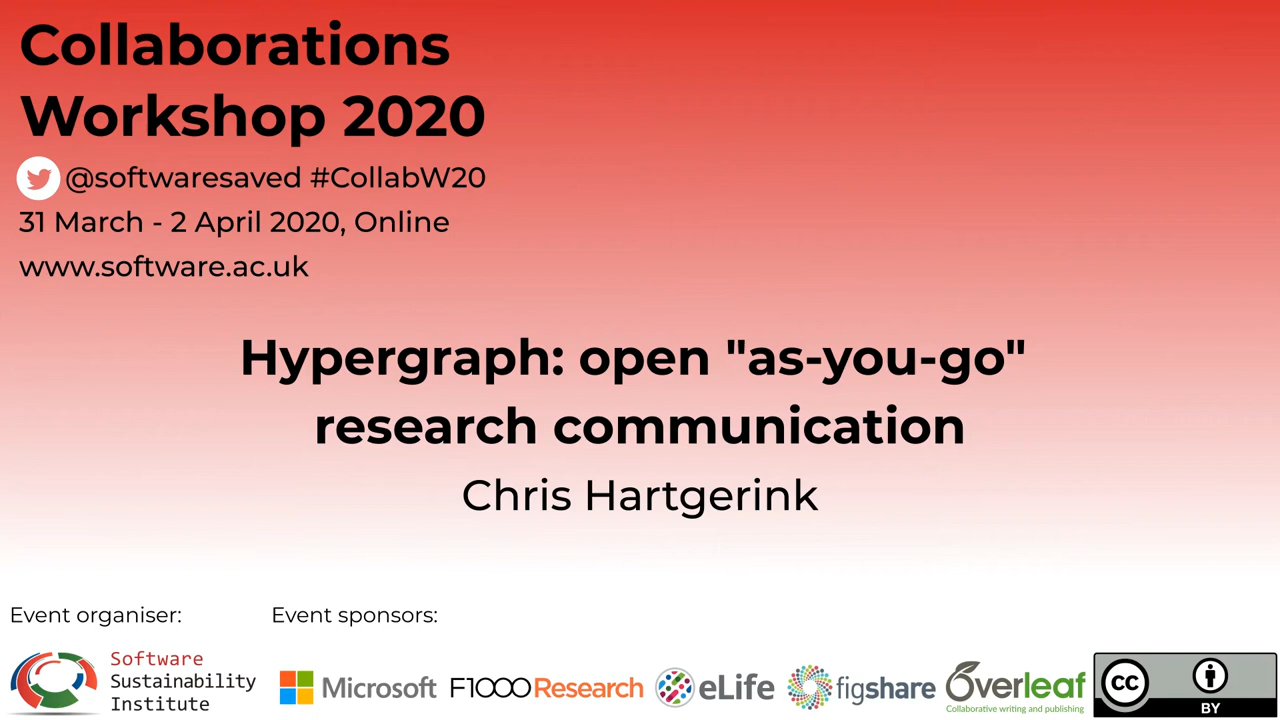 Collaborations
Workshop 2020
@softwaresaved #CollabW20
31 March - 2 April 2020, Online
www.software.ac.uk
Hypergraph: open "as-you-go"
research communication
Chris Hartgerink
Event organiser:
Event sponsors:
Software
Sustainability
Institute
Microsoft
F1000Research
eLife
figshare
Overleaf
Collaborative writing and publishing
CC
BY